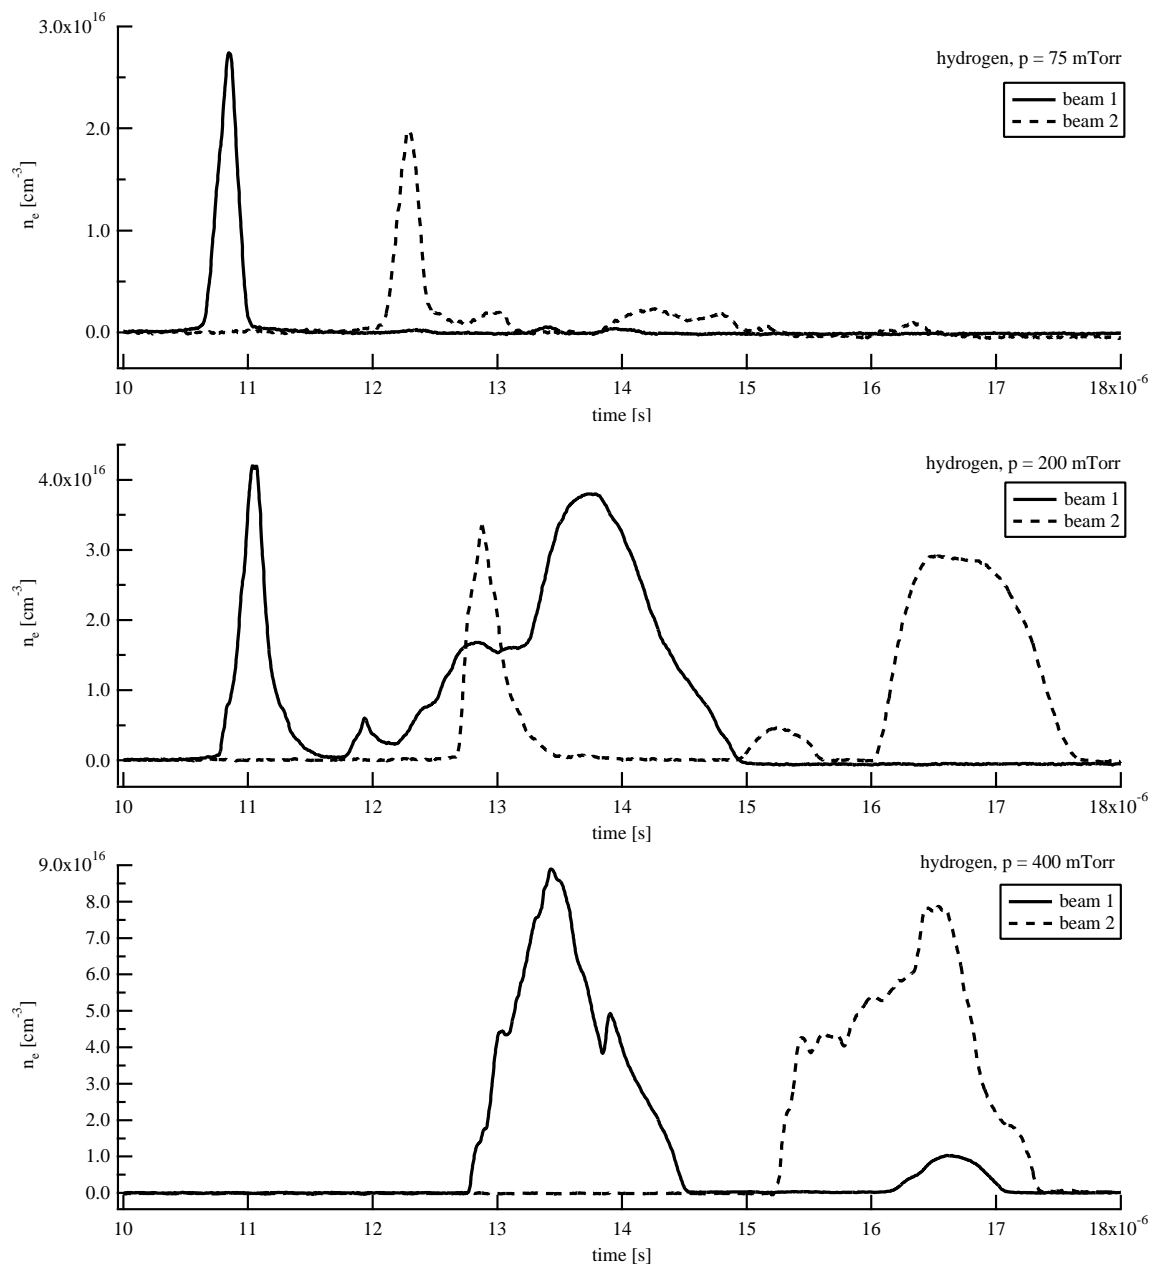 3.0x10^16
hydrogen, p = 75 mTorr
beam 1
beam 2
2.0
n_e [cm^-3]
1.0
0.0
10 11 12 13 14 15 16 17 18x10^-6
time [s]
hydrogen, p = 200 mTorr
4.0x10^16
beam 1
beam 2
3.0
n_e [cm^-3]
2.0
1.0
0.0
10 11 12 13 14 15 16 17 18x10^-6
time [s]
9.0x10^16
hydrogen, p = 400 mTorr
8.0
beam 1
beam 2
7.0
6.0
n_e [cm^-3]
5.0
4.0
3.0
2.0
1.0
0.0
10 11 12 13 14 15 16 17 18x10^-6
time [s]